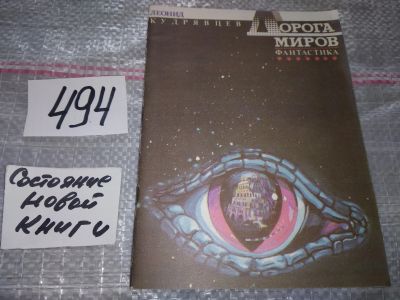 ЛЕОНИД
КУДРЯВЦЕВ
ДОРОГА
МИРОВ
ФАНТАСТИКА
494
Состояние
новой
книги